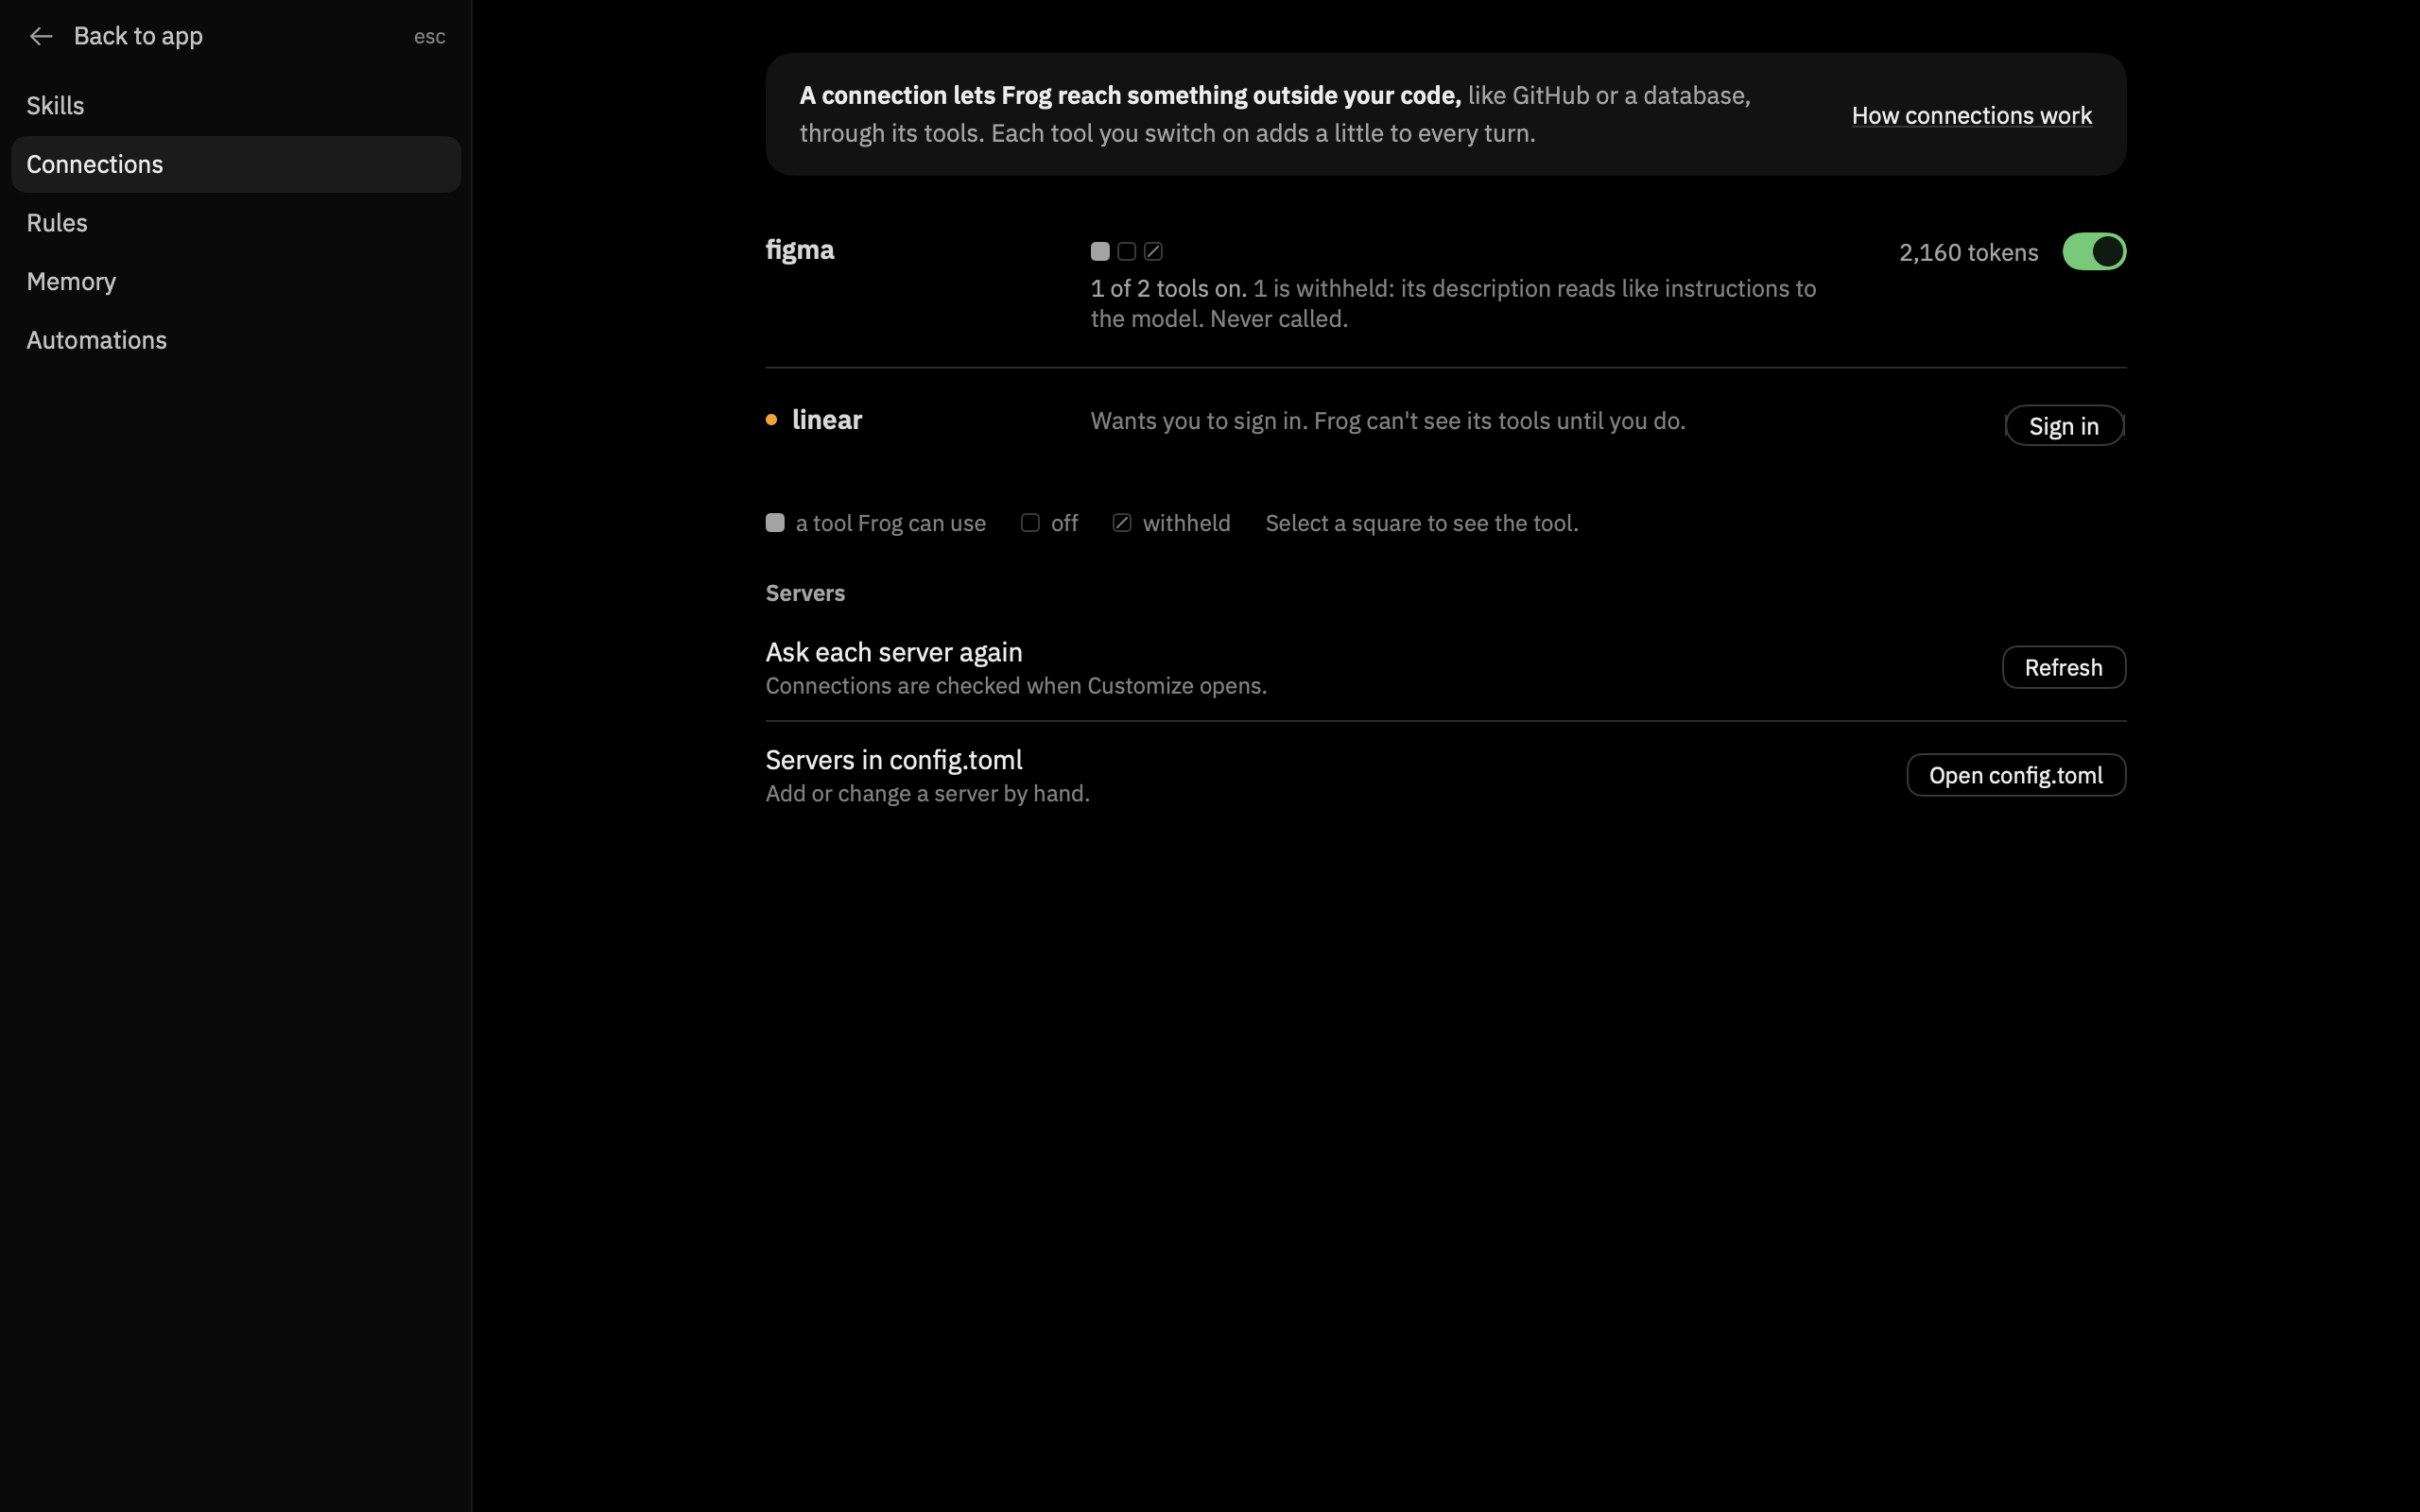 Back to app
esc
Skills
Connections
Rules
Memory
Automations
A connection lets Frog reach something outside your code, like GitHub or a database,
through its tools. Each tool you switch on adds a little to every turn.
How connections work
figma
2,160 tokens
1 of 2 tools on. 1 is withheld: its description reads like instructions to
the model. Never called.
linear
Wants you to sign in. Frog can't see its tools until you do.
Sign in
a tool Frog can use
off
withheld
Select a square to see the tool.
Servers
Ask each server again
Connections are checked when Customize opens.
Refresh
Servers in config.toml
Add or change a server by hand.
Open config.toml